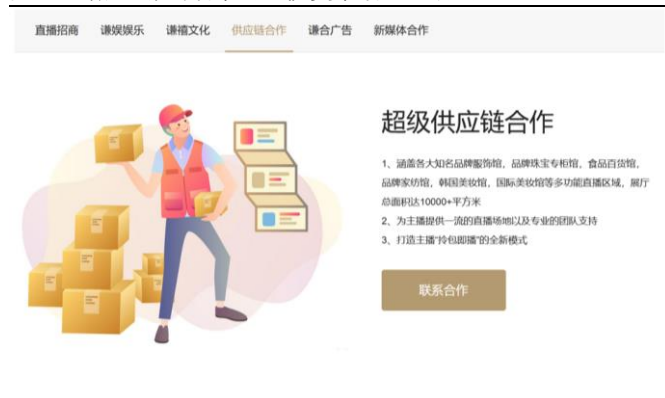 直播招商 谦娱娱乐 谦禧文化 供应链合作 谦合广告 新媒体合作
超级供应链合作
1、涵盖各大知名品牌服饰馆，品牌珠宝专柜馆，食品百货馆，
品牌家纺馆，韩国美妆馆，国际美妆馆等多功能直播区域，展厅
总面积达10000+平方米
2、为主播提供一流的直播场地以及专业的团队支持
3、打造主播“拎包即播”的全新模式
联系合作